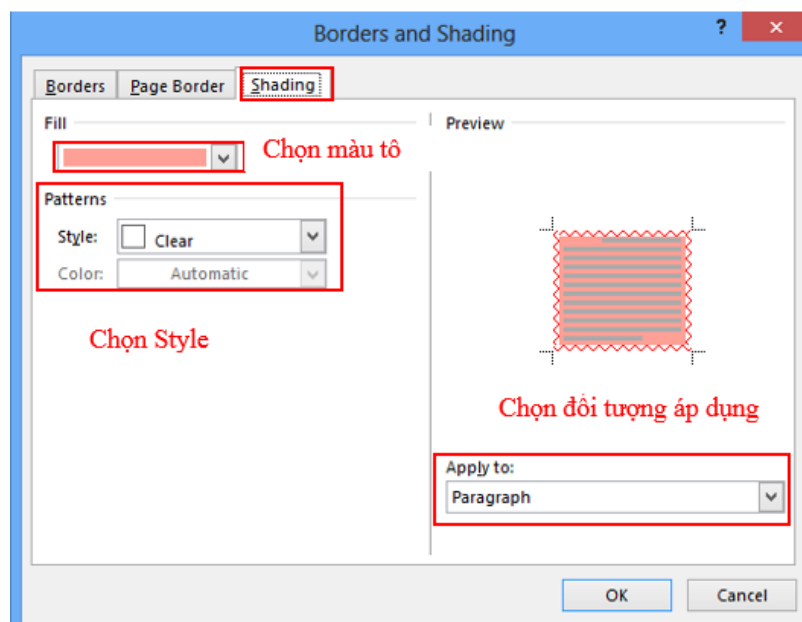 Borders and Shading
?
Borders
Page Border
Shading
Fill
Chọn màu tô
Preview
Patterns
Style:
Clear
Color:
Automatic
Chọn Style
Chọn đối tượng áp dụng
Apply to:
Paragraph
OK
Cancel